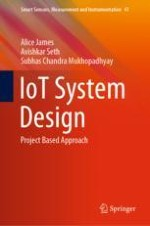 Smart Sensors, Measurement and Instrumentation 41
Alice James
Avishkar Seth
Subhas Chandra Mukhopadhyay
IoT System
Design
Project Based Approach
Springer